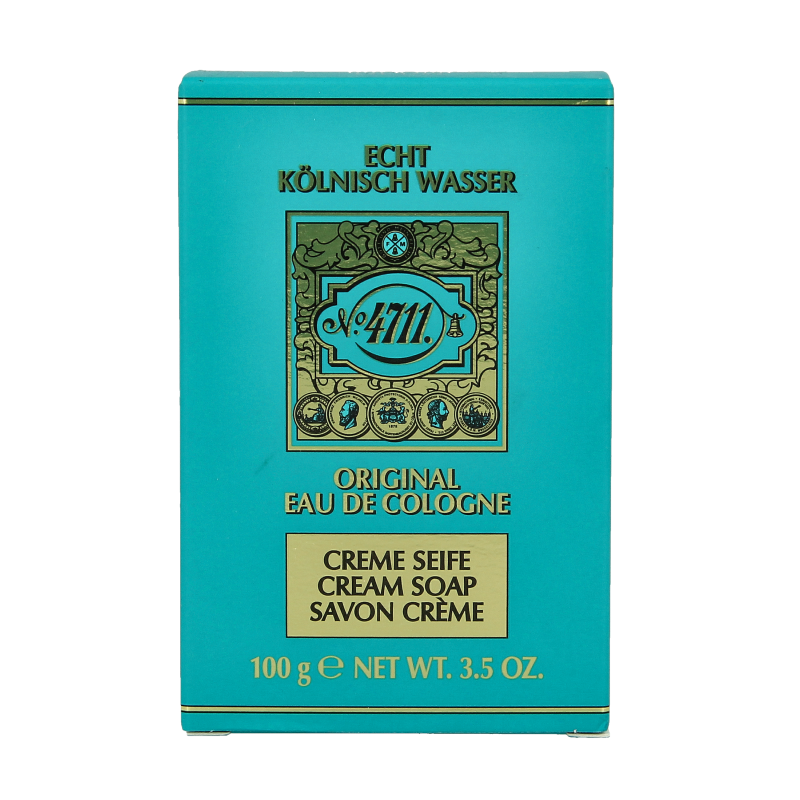 ECHT
KÖLNISCH WASSER
F M
Nº 4711.
ORIGINAL
EAU DE COLOGNE
CREME SEIFE
CREAM SOAP
SAVON CRÈME
100 g ℮ NET WT. 3.5 OZ.